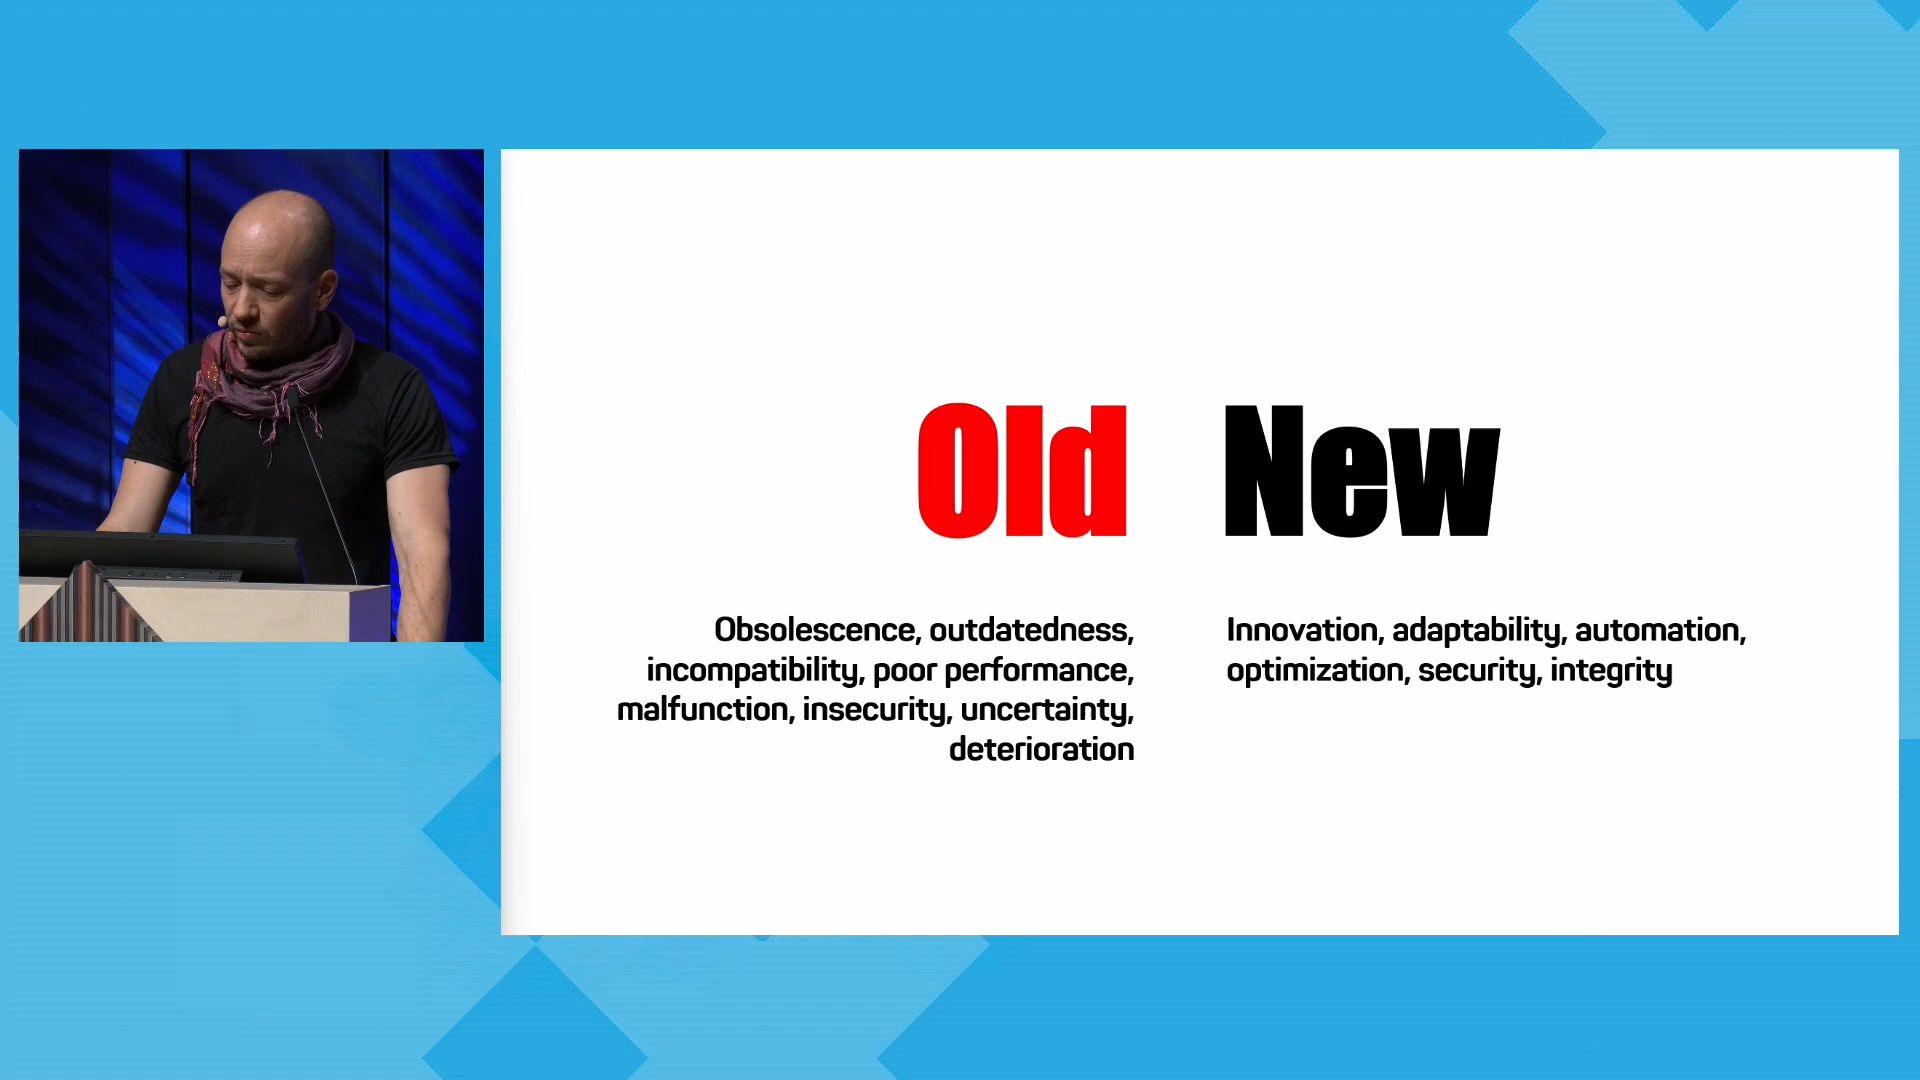 Old
Obsolescence, outdatedness,
incompatibility, poor performance,
malfunction, insecurity, uncertainty,
deterioration
New
Innovation, adaptability, automation,
optimization, security, integrity